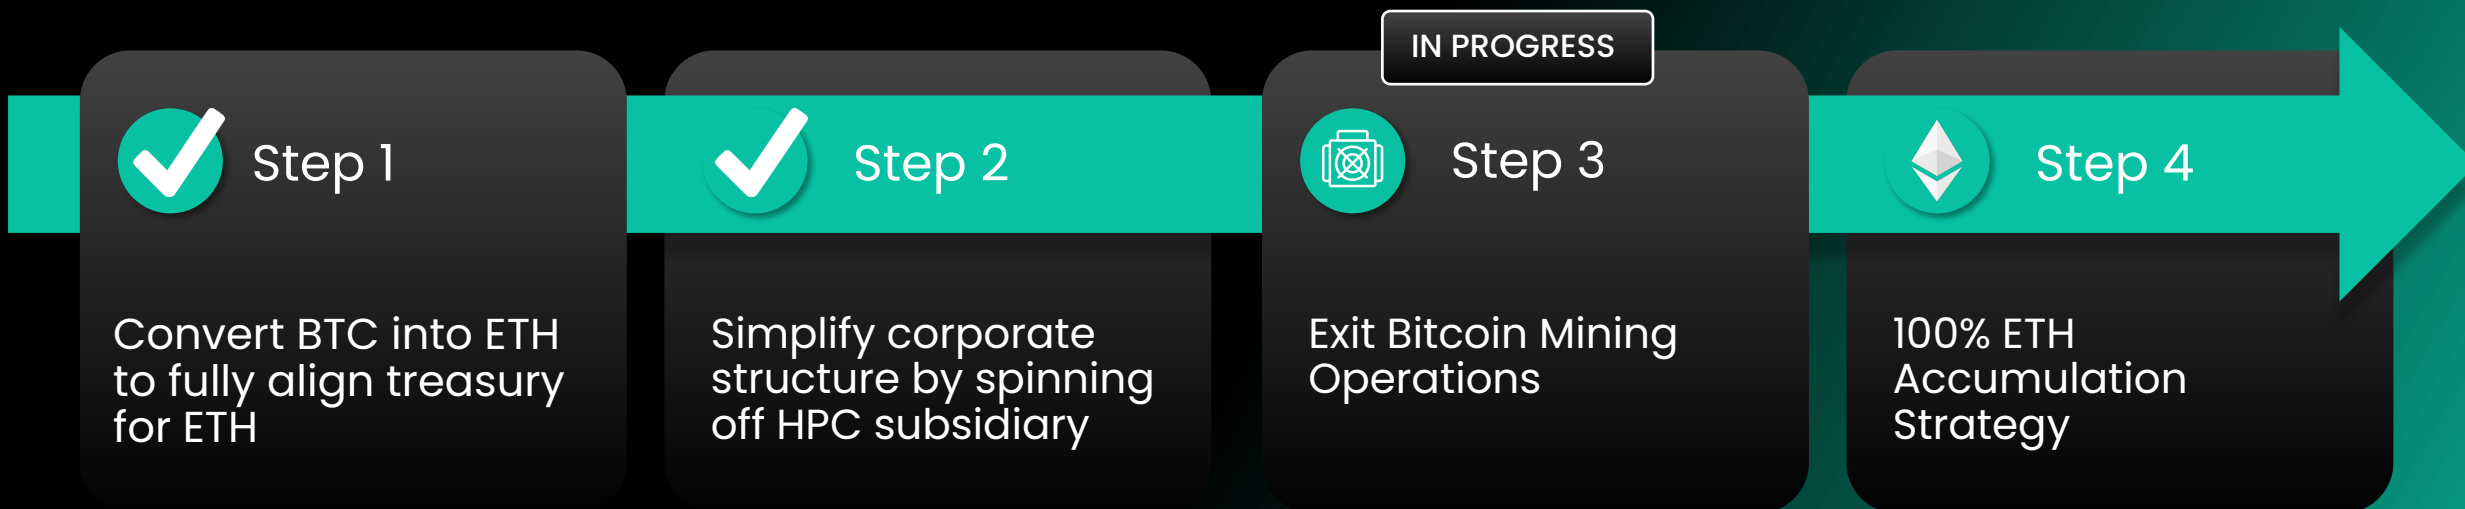 IN PROGRESS
Step 1
Convert BTC into ETH
to fully align treasury
for ETH
Step 2
Simplify corporate
structure by spinning
off HPC subsidiary
Step 3
Exit Bitcoin Mining
Operations
Step 4
100% ETH
Accumulation
Strategy